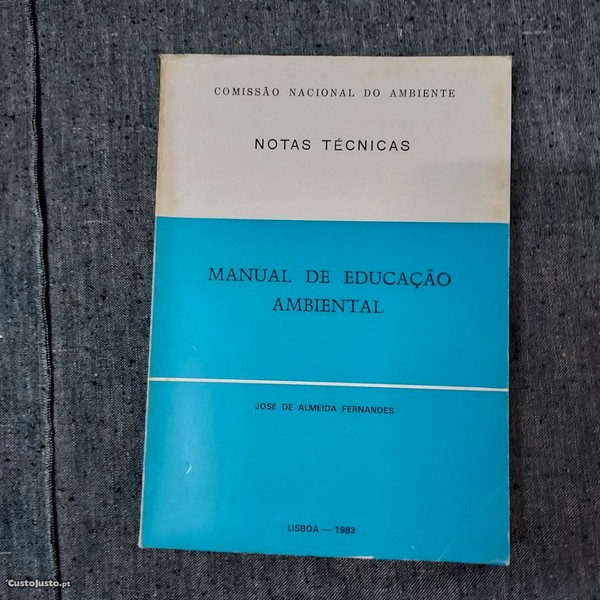 COMISSÃO NACIONAL DO AMBIENTE
NOTAS TÉCNICAS
MANUAL DE EDUCAÇÃO
AMBIENTAL
JOSÉ DE ALMEIDA FERNANDES
LISBOA — 1983
CustoJusto.pt